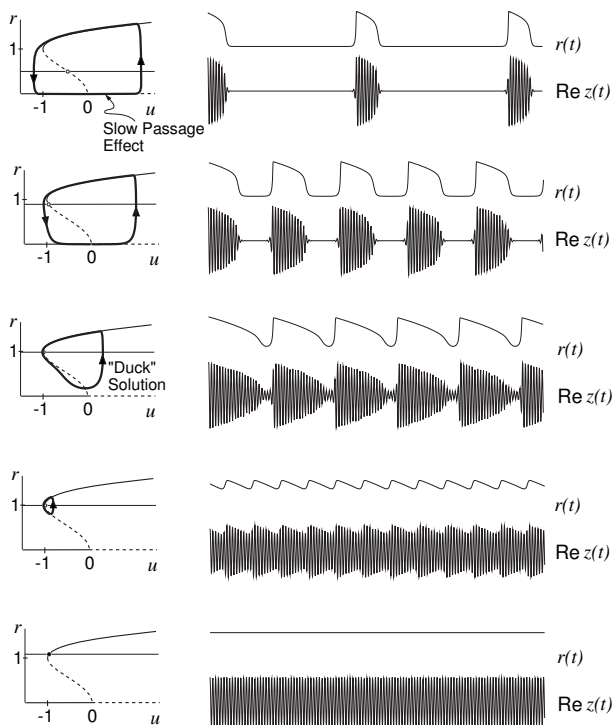 r
r(t)
1
Re z(t)
-1
0
u
Slow Passage
Effect
r
r(t)
1
Re z(t)
-1
0
u
r
1
r(t)
"Duck"
Solution
Re z(t)
-1
0
u
r
1
r(t)
Re z(t)
-1
0
u
r
1
r(t)
Re z(t)
-1
0
u